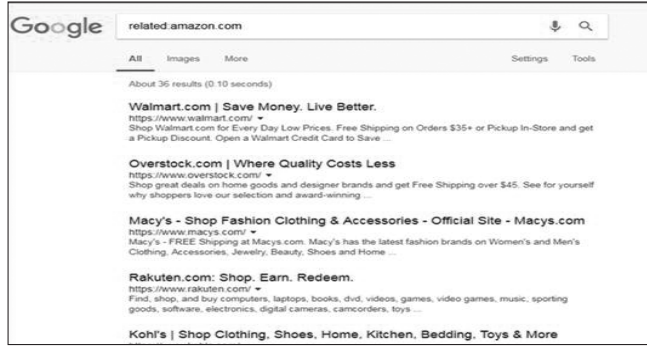 Google
related:amazon.com
All Images More Settings Tools
About 36 results (0.10 seconds)
Walmart.com | Save Money. Live Better.
https://www.walmart.com/
Shop Walmart.com for Every Day Low Prices. Free Shipping on Orders $35+ or Pickup In-Store and get
a Pickup Discount. Open a Walmart Credit Card to Save ...
Overstock.com | Where Quality Costs Less
https://www.overstock.com/
Shop great deals on home goods and designer brands and get Free Shipping over $45. See for yourself
why shoppers love our selection and award-winning ...
Macy's - Shop Fashion Clothing & Accessories - Official Site - Macys.com
https://www.macys.com/
Macy's - FREE Shipping at Macys.com. Macy's has the latest fashion brands on Women's and Men's
Clothing, Accessories, Jewelry, Beauty, Shoes and Home ...
Rakuten.com: Shop. Earn. Redeem.
https://www.rakuten.com/
Find, shop, and buy computers, laptops, books, dvd, videos, games, video games, music, sporting
goods, software, electronics, digital cameras, camcorders, toys ...
Kohl's | Shop Clothing, Shoes, Home, Kitchen, Bedding, Toys & More